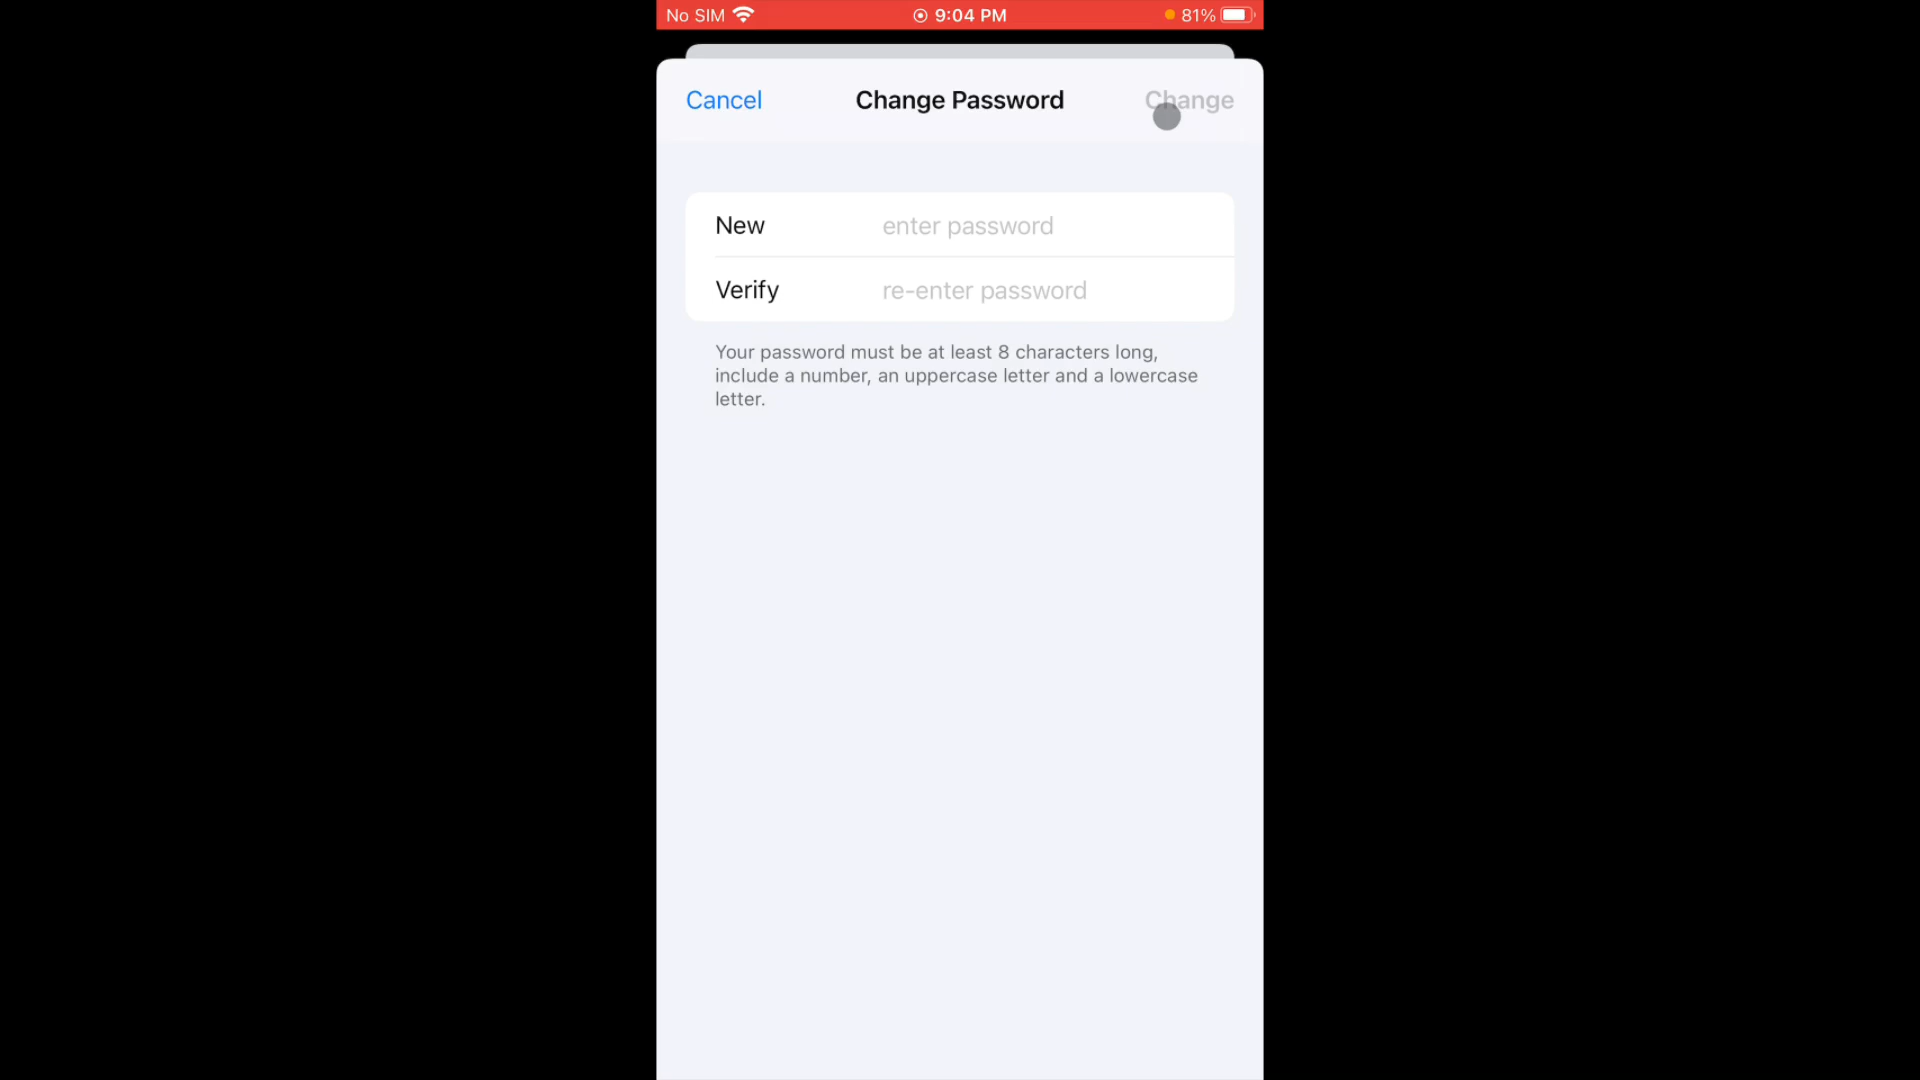 No SIM 9:04 PM 81%
Cancel Change Password Change
New enter password
Verify re-enter password
Your password must be at least 8 characters long,
include a number, an uppercase letter and a lowercase
letter.